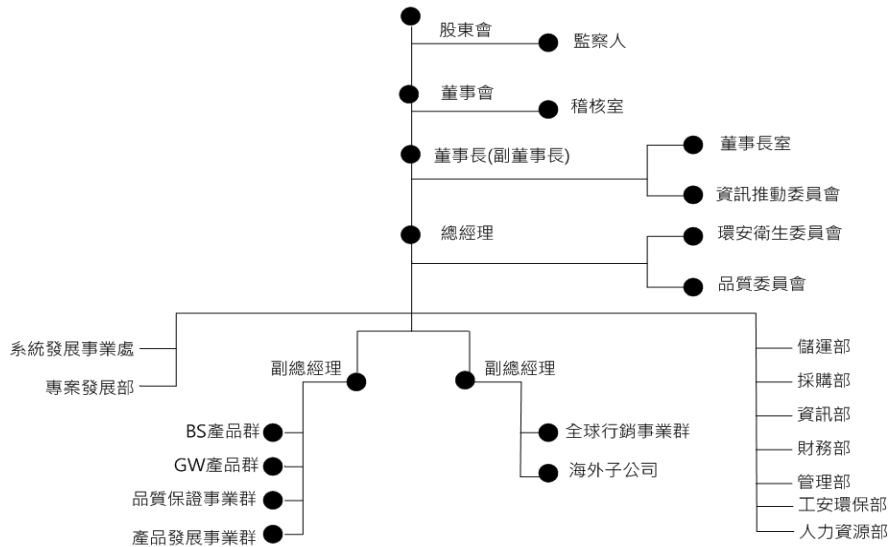 股東會
監察人
董事會
稽核室
董事長(副董事長)
董事長室
資訊推動委員會
總經理
環安衛生委員會
品質委員會
系統發展事業處
專案發展部
副總經理
副總經理
BS產品群
GW產品群
品質保證事業群
產品發展事業群
全球行銷事業群
海外子公司
儲運部
採購部
資訊部
財務部
管理部
工安環保部
人力資源部